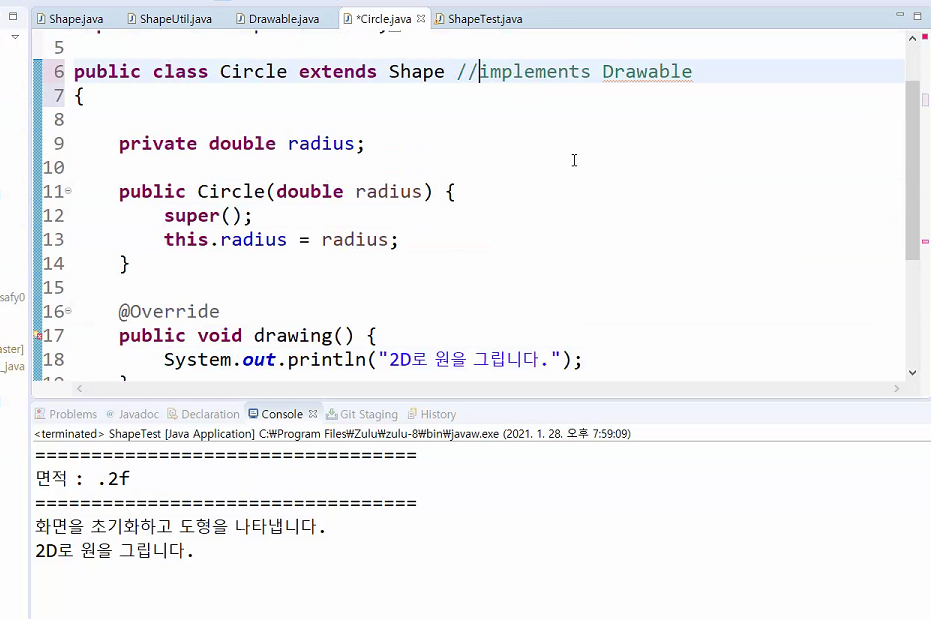 Shape.java ShapeUtil.java Drawable.java *Circle.java ShapeTest.java
5
6 public class Circle extends Shape //implements Drawable
7 {
8
9 private double radius;
10
11 public Circle(double radius) {
12 super();
13 this.radius = radius;
14 }
15
safy0
16 @Override
17 public void drawing() {
aster]
18 System.out.println("2D로 원을 그립니다.");
_java
Problems Javadoc Declaration Console Git Staging History
<terminated> ShapeTest [Java Application] C:₩Program Files₩Zulu₩zulu-8₩bin₩javaw.exe (2021. 1. 28. 오후 7:59:09)
==================================
면적 : .2f
==================================
화면을 초기화하고 도형을 나타냅니다.
2D로 원을 그립니다.